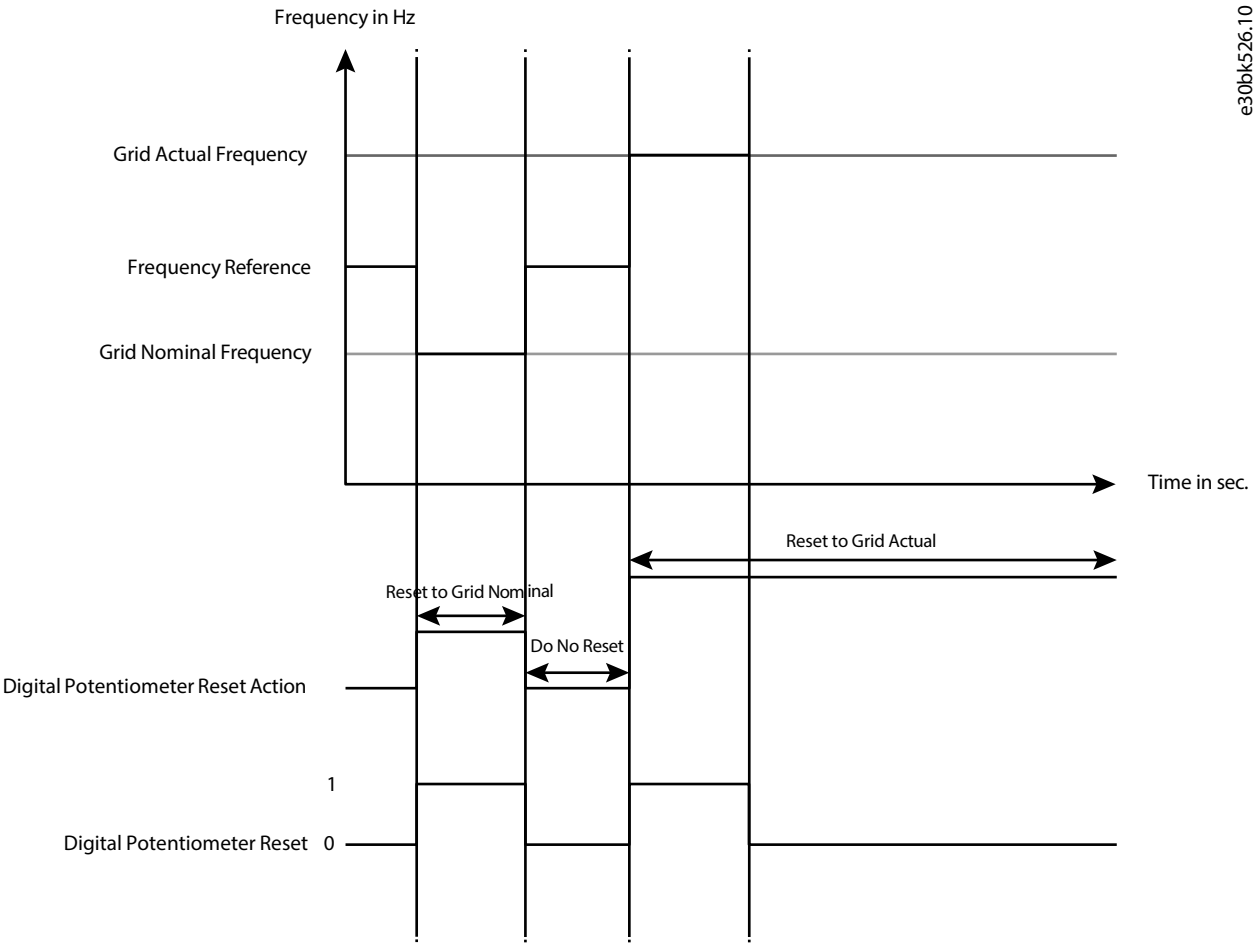 Frequency in Hz
e30bk526.10
Grid Actual Frequency
Frequency Reference
Grid Nominal Frequency
Time in sec.
Reset to Grid Actual
Reset to Grid Nominal
Do No Reset
Digital Potentiometer Reset Action
1
Digital Potentiometer Reset 0